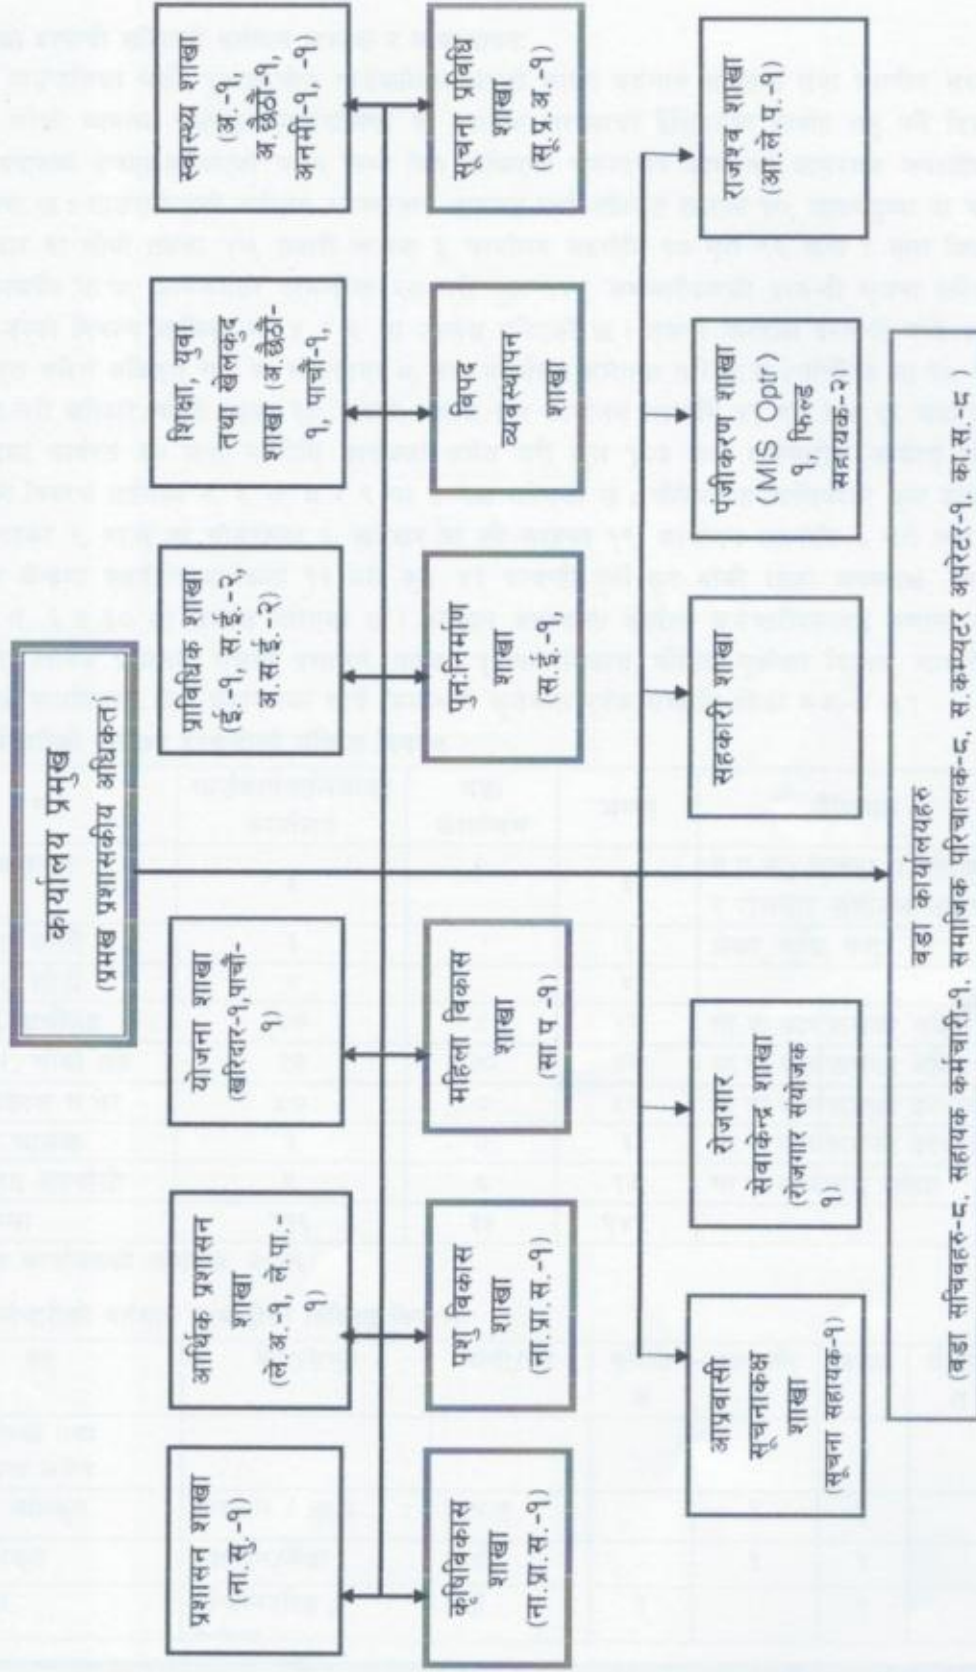 कार्यालय प्रमुख
(प्रमुख प्रशासकीय अधिकृत)
प्रशासन शाखा
(ना.सु.-१)
आर्थिक प्रशासन
शाखा
(ले.अ.-१, ले.पा.-
१)
योजना शाखा
(खरिदार-१,पाचौ-
१)
प्राविधिक शाखा
(ई-१, स.ई.-२,
अ.स.ई.-२)
शिक्षा, युवा
तथा खेलकुद
शाखा (अ.छैठौ-
१, पाचौ-१,
स्वास्थ्य शाखा
(अ.-१,
अ.छैठौ-१,
अनमी-१,-१)
कृषिविकास
शाखा
(ना.प्रा.स.-१)
पशु विकास
शाखा
(ना.प्रा.स.-१)
महिला विकास
शाखा
(सा.प.-१)
पुन:निर्माण
शाखा
(स.ई.-१,
विपद
व्यवस्थापन
शाखा
सूचना प्रविधि
शाखा
(सू.प्र.अ.-१)
आप्रवासी
सूचनाकक्ष
शाखा
(सूचना सहायक-१)
रोजगार
सेवाकेन्द्र शाखा
(रोजगार संयोजक
१)
सहकारी शाखा
पंजीकरण शाखा
(MIS Opt)
१, फिल्ड
सहायक-२)
राजश्व शाखा
(आ.ले.प.-१)
वडा कार्यालयहरु
(वडा सचिवहरु-८, सहायक कर्मचारी-१, समाजिक परिचालक-८, स.कम्प्युटर अपरेटर-१, का.स.-८